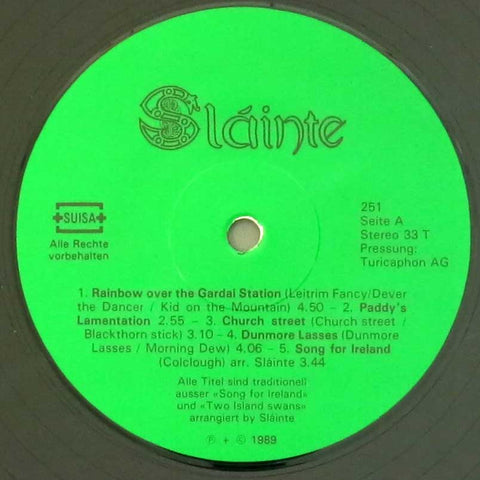 Sláinte
+SUISA+
Alle Rechte
vorbehalten
251
Seite A
Stereo 33 T
Pressung:
Turicaphon AG
1. Rainbow over the Gardal Station (Leitrim Fancy/Dever
the Dancer / Kid on the Mountain) 4.50 – 2. Paddy's
Lamentation 2.55 – 3. Church street (Church street /
Blackthorn stick) 3.10 – 4. Dunmore Lasses (Dunmore
Lasses / Morning Dew) 4.06 – 5. Song for Ireland
(Colclough) arr. Sláinte 3.44
Alle Titel sind traditionell
ausser «Song for Ireland»
und «Two Island swans»
arrangiert by Sláinte
℗ + © 1989